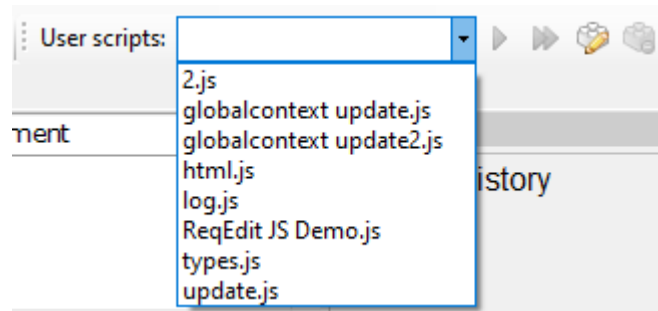 User scripts:
2.js
globalcontext update.js
ment
globalcontext update2.js
html.js
istory
log.js
ReqEdit JS Demo.js
types.js
update.js